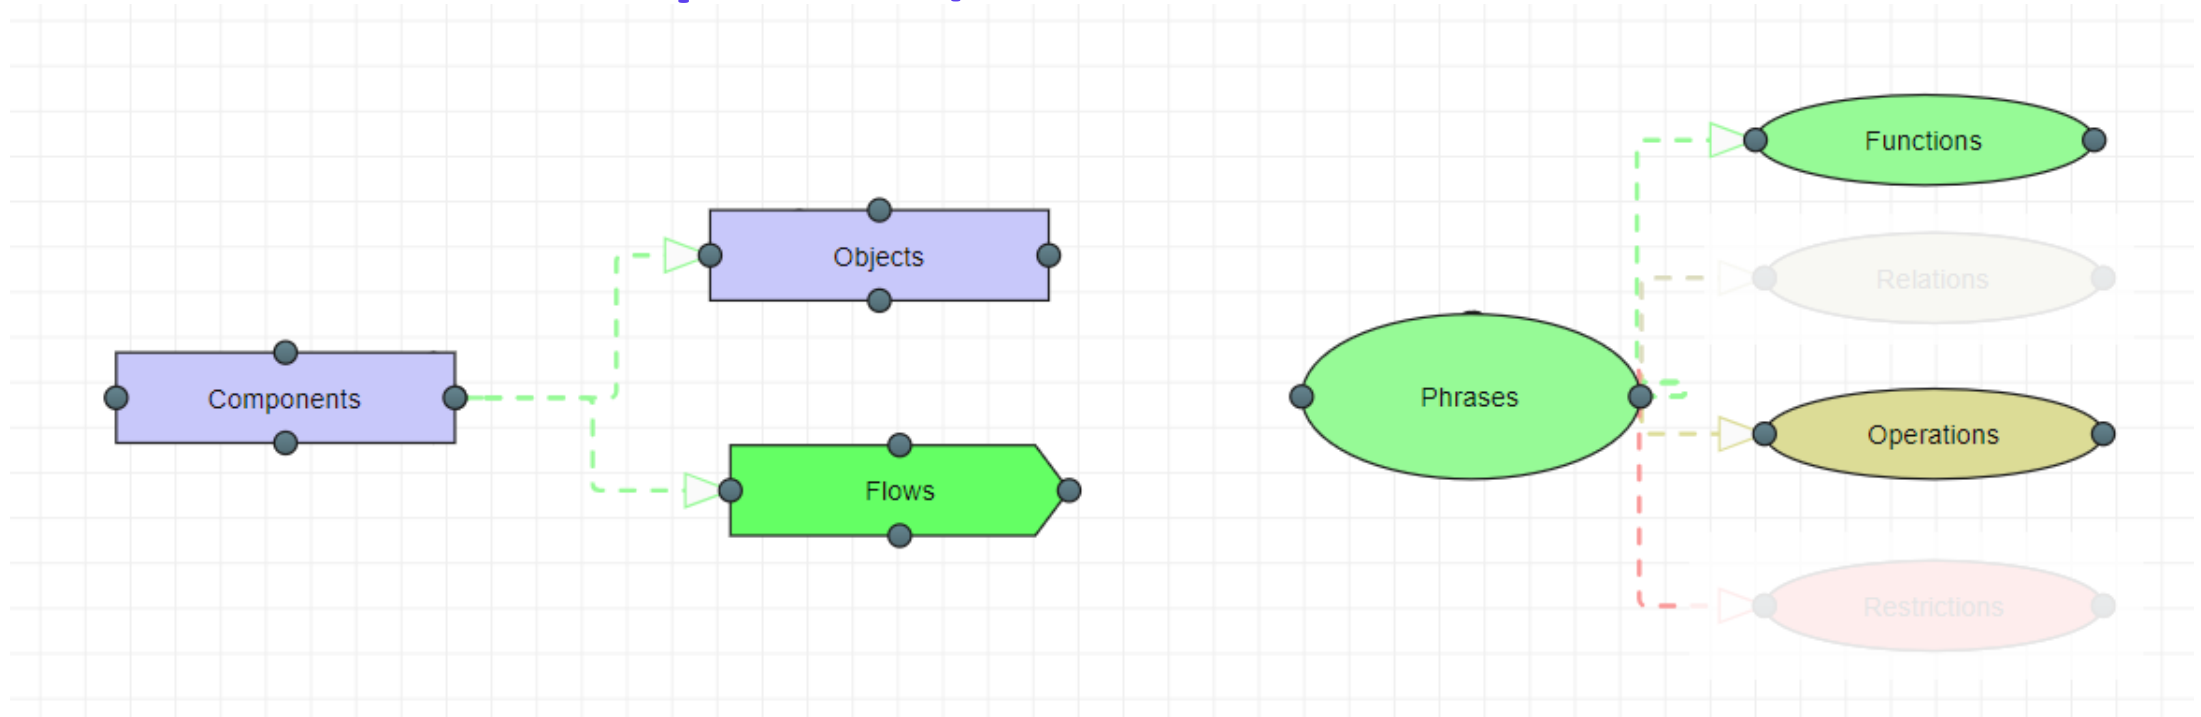 Functions
Objects
Relations
Components
Phrases
Operations
Flows
Restrictions